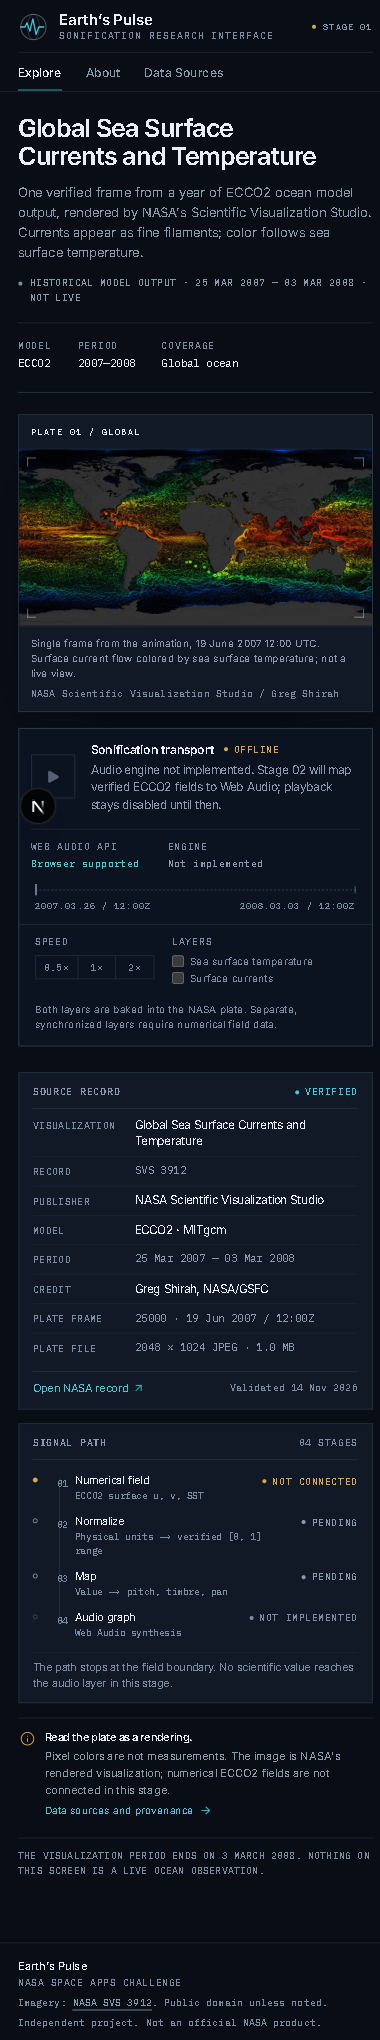 Earth's Pulse
SONIFICATION RESEARCH INTERFACE
STAGE 01
Explore About Data Sources
Global Sea Surface
Currents and Temperature
One verified frame from a year of ECCO2 ocean model
output, rendered by NASA's Scientific Visualization Studio.
Currents appear as fine filaments; color follows sea
surface temperature.
HISTORICAL MODEL OUTPUT · 25 MAR 2007 — 03 MAR 2008 ·
NOT LIVE
MODEL PERIOD COVERAGE
ECCO2 2007—2008 Global ocean
PLATE 01 / GLOBAL
Single frame from the animation, 19 June 2007 12:00 UTC.
Surface current flow colored by sea surface temperature; not a
live view.
NASA Scientific Visualization Studio / Greg Shirah
Sonification transport OFFLINE
Audio engine not implemented. Stage 02 will map
verified ECCO2 fields to Web Audio; playback
stays disabled until then.
N
WEB AUDIO API ENGINE
Browser supported Not implemented
2007.03.26 / 12:00Z 2008.03.03 / 12:00Z
SPEED LAYERS
0.5× 1× 2× Sea surface temperature
Surface currents
Both layers are baked into the NASA plate. Separate,
synchronized layers require numerical field data.
SOURCE RECORD VERIFIED
VISUALIZATION Global Sea Surface Currents and
Temperature
RECORD SVS 3912
PUBLISHER NASA Scientific Visualization Studio
MODEL ECCO2 · MITgcm
PERIOD 25 Mar 2007 — 03 Mar 2008
CREDIT Greg Shirah, NASA/GSFC
PLATE FRAME 25000 · 19 Jun 2007 / 12:00Z
PLATE FILE 2048 × 1024 JPEG · 1.0 MB
Open NASA record ↗ Validated 14 Nov 2026
SIGNAL PATH 04 STAGES
01 Numerical field NOT CONNECTED
ECCO2 surface u, v, SST
02 Normalize PENDING
Physical units → verified [0, 1]
range
03 Map PENDING
Value → pitch, timbre, pan
04 Audio graph NOT IMPLEMENTED
Web Audio synthesis
The path stops at the field boundary. No scientific value reaches
the audio layer in this stage.
Read the plate as a rendering.
Pixel colors are not measurements. The image is NASA's
rendered visualization; numerical ECCO2 fields are not
connected in this stage.
Data sources and provenance →
THE VISUALIZATION PERIOD ENDS ON 3 MARCH 2008. NOTHING ON
THIS SCREEN IS A LIVE OCEAN OBSERVATION.
Earth's Pulse
NASA SPACE APPS CHALLENGE
Imagery: NASA SVS 3912. Public domain unless noted.
Independent project. Not an official NASA product.